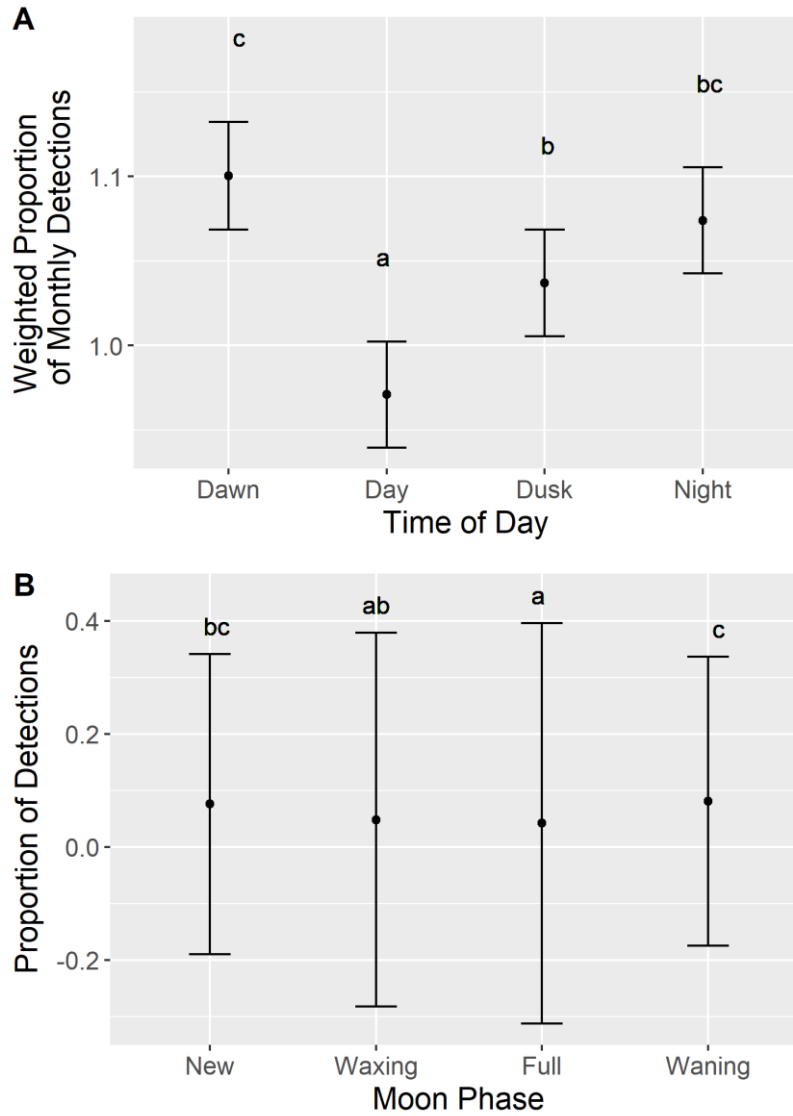 A
c
bc
b
a
Weighted Proportion
of Monthly Detections
1.1
1.0
Dawn Day Dusk Night
Time of Day
B
bc ab a c
Proportion of Detections
0.4
0.2
0.0
-0.2
New Waxing Full Waning
Moon Phase